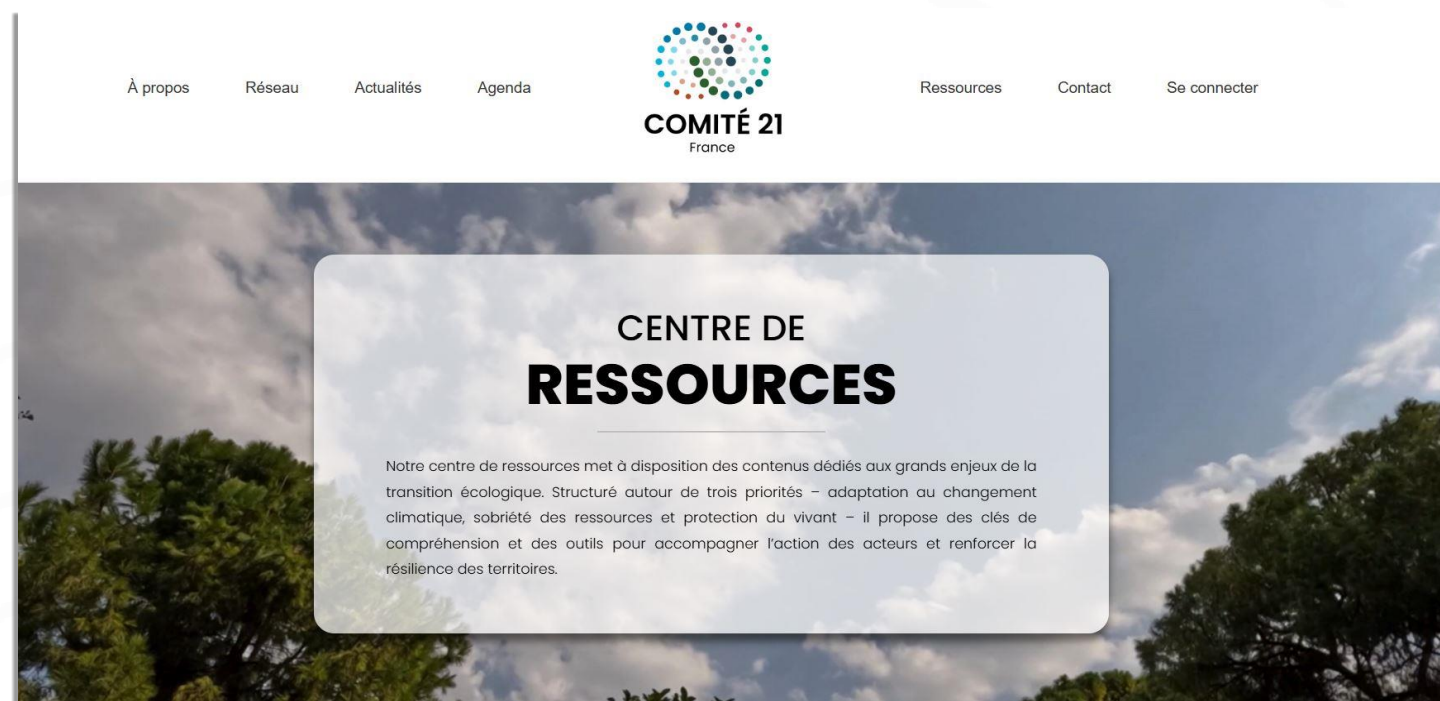 À propos Réseau Actualités Agenda
COMITÉ 21
France
Ressources Contact Se connecter
CENTRE DE
RESSOURCES
Notre centre de ressources met à disposition des contenus dédiés aux grands enjeux de la
transition écologique. Structuré autour de trois priorités – adaptation au changement
climatique, sobriété des ressources et protection du vivant – il propose des clés de
compréhension et des outils pour accompagner l'action des acteurs et renforcer la
résilience des territoires.